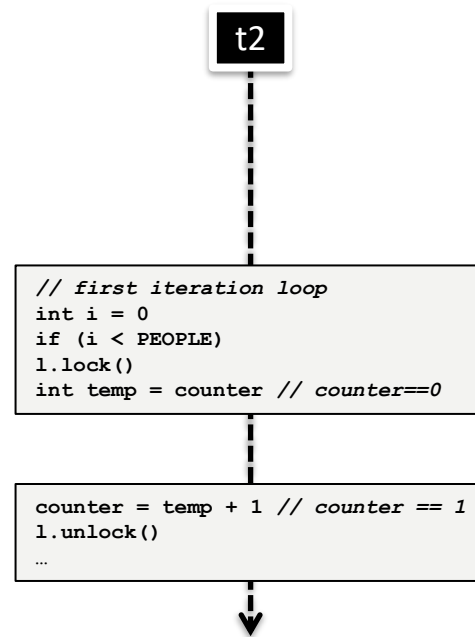 t2
// first iteration loop
int i = 0
if (i < PEOPLE)
l.lock()
int temp = counter // counter==0
counter = temp + 1 // counter == 1
l.unlock()
…